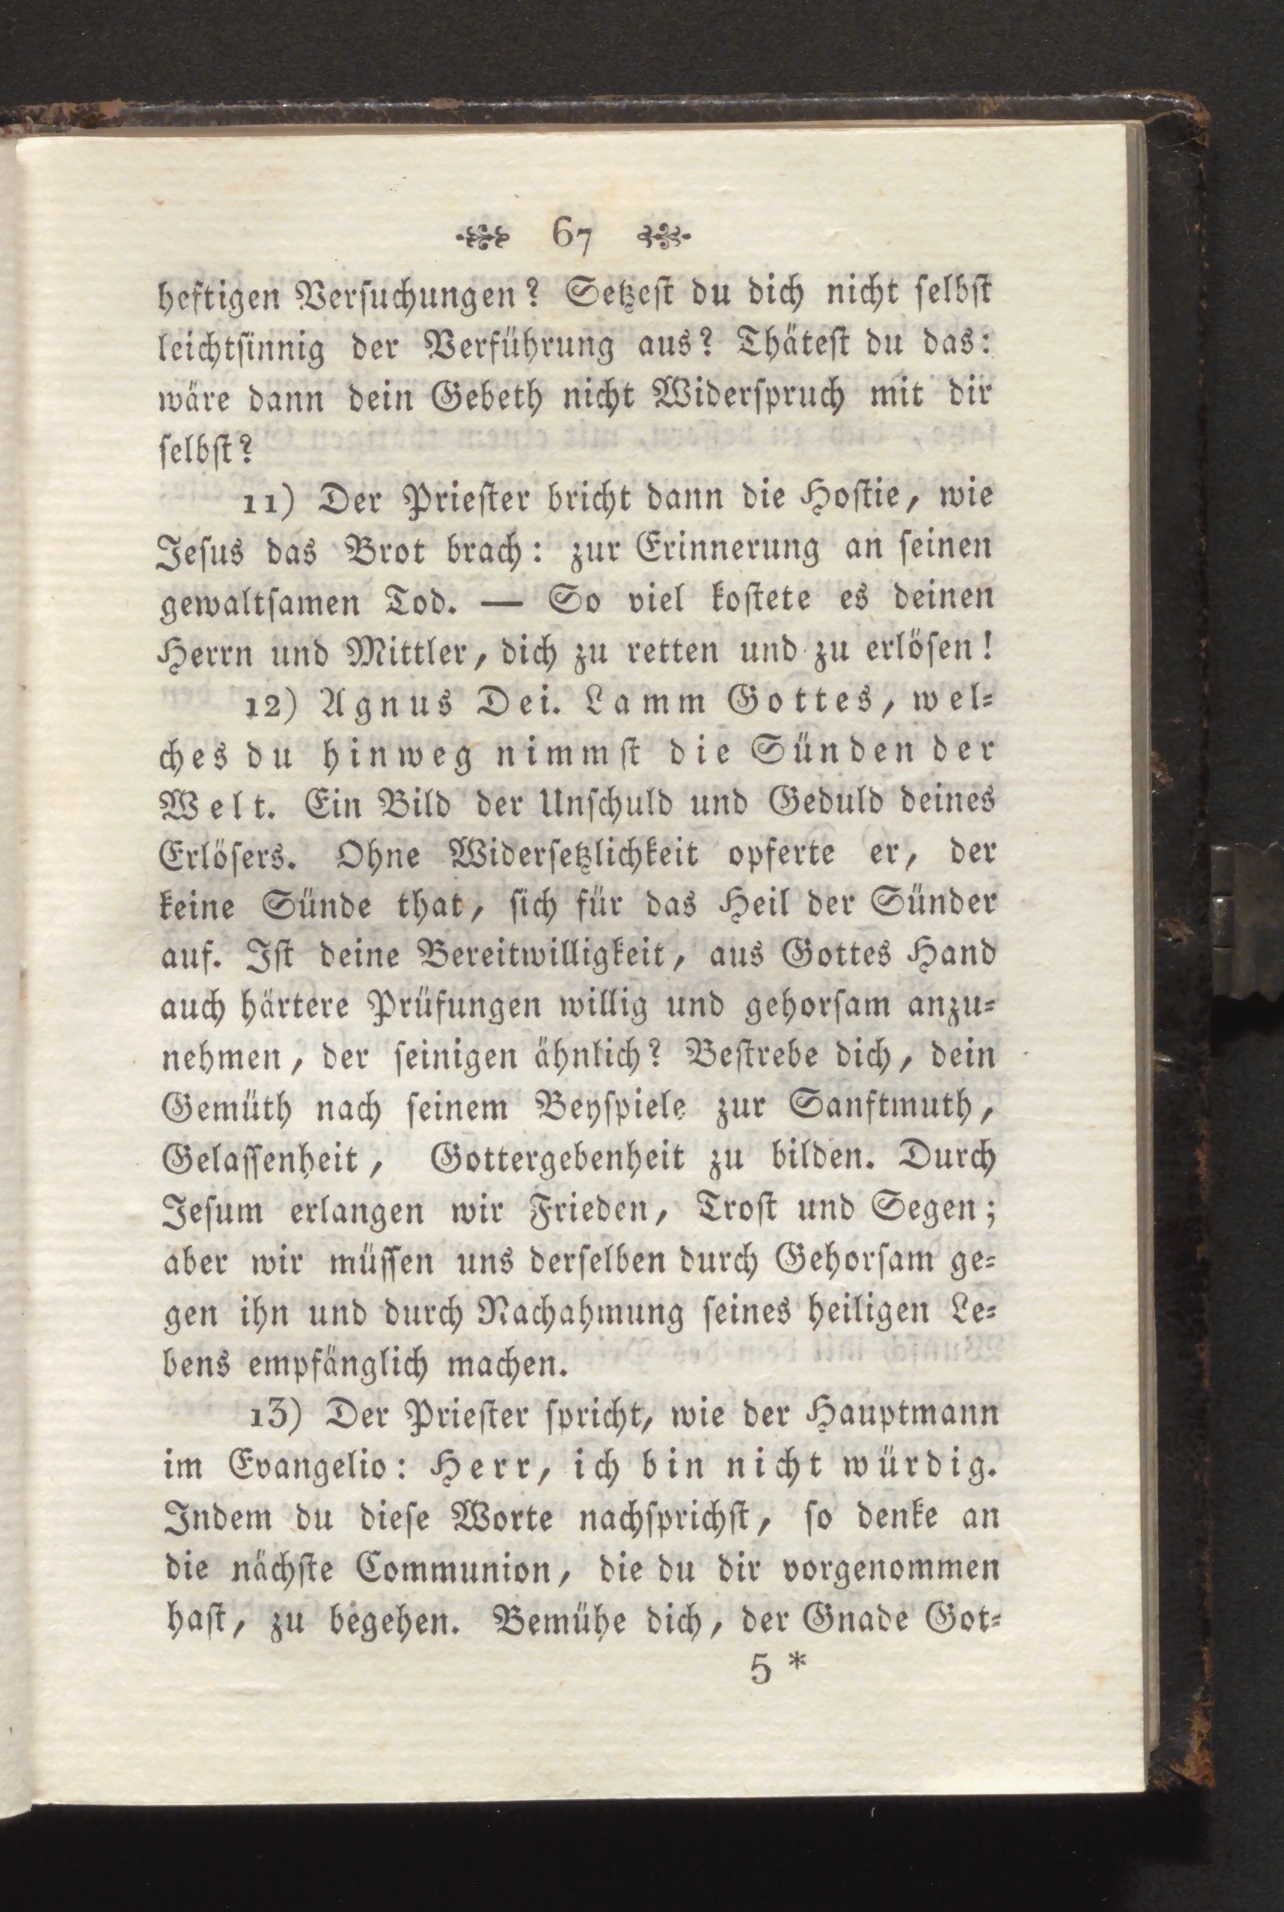 67
heftigen Versuchungen? Setzest du dich nicht selbst
leichtsinnig der Verführung aus? Thätest du das:
wäre dann dein Gebeth nicht Widerspruch mit dir
selbst?
11) Der Priester bricht dann die Hostie, wie
Jesus das Brot brach: zur Erinnerung an seinen
gewaltsamen Tod. — So viel kostete es deinen
Herrn und Mittler, dich zu retten und zu erlösen!
12) Agnus Dei. Lamm Gottes, wel-
ches du hinweg nimmst die Sünden der
Welt. Ein Bild der Unschuld und Geduld deines
Erlösers. Ohne Widersetzlichkeit opferte er, der
keine Sünde that, sich für das Heil der Sünder
auf. Ist deine Bereitwilligkeit, aus Gottes Hand
auch härtere Prüfungen willig und gehorsam anzu-
nehmen, der seinigen ähnlich? Bestrebe dich, dein
Gemüth nach seinem Beyspiele zur Sanftmuth,
Gelassenheit, Gottergebenheit zu bilden. Durch
Jesum erlangen wir Frieden, Trost und Segen;
aber wir müssen uns derselben durch Gehorsam ge-
gen ihn und durch Nachahmung seines heiligen Le-
bens empfänglich machen.
13) Der Priester spricht, wie der Hauptmann
im Evangelio: Herr, ich bin nicht würdig.
Indem du diese Worte nachsprichst, so denke an
die nächste Communion, die du dir vorgenommen
hast, zu begehen. Bemühe dich, der Gnade Got-
5 *